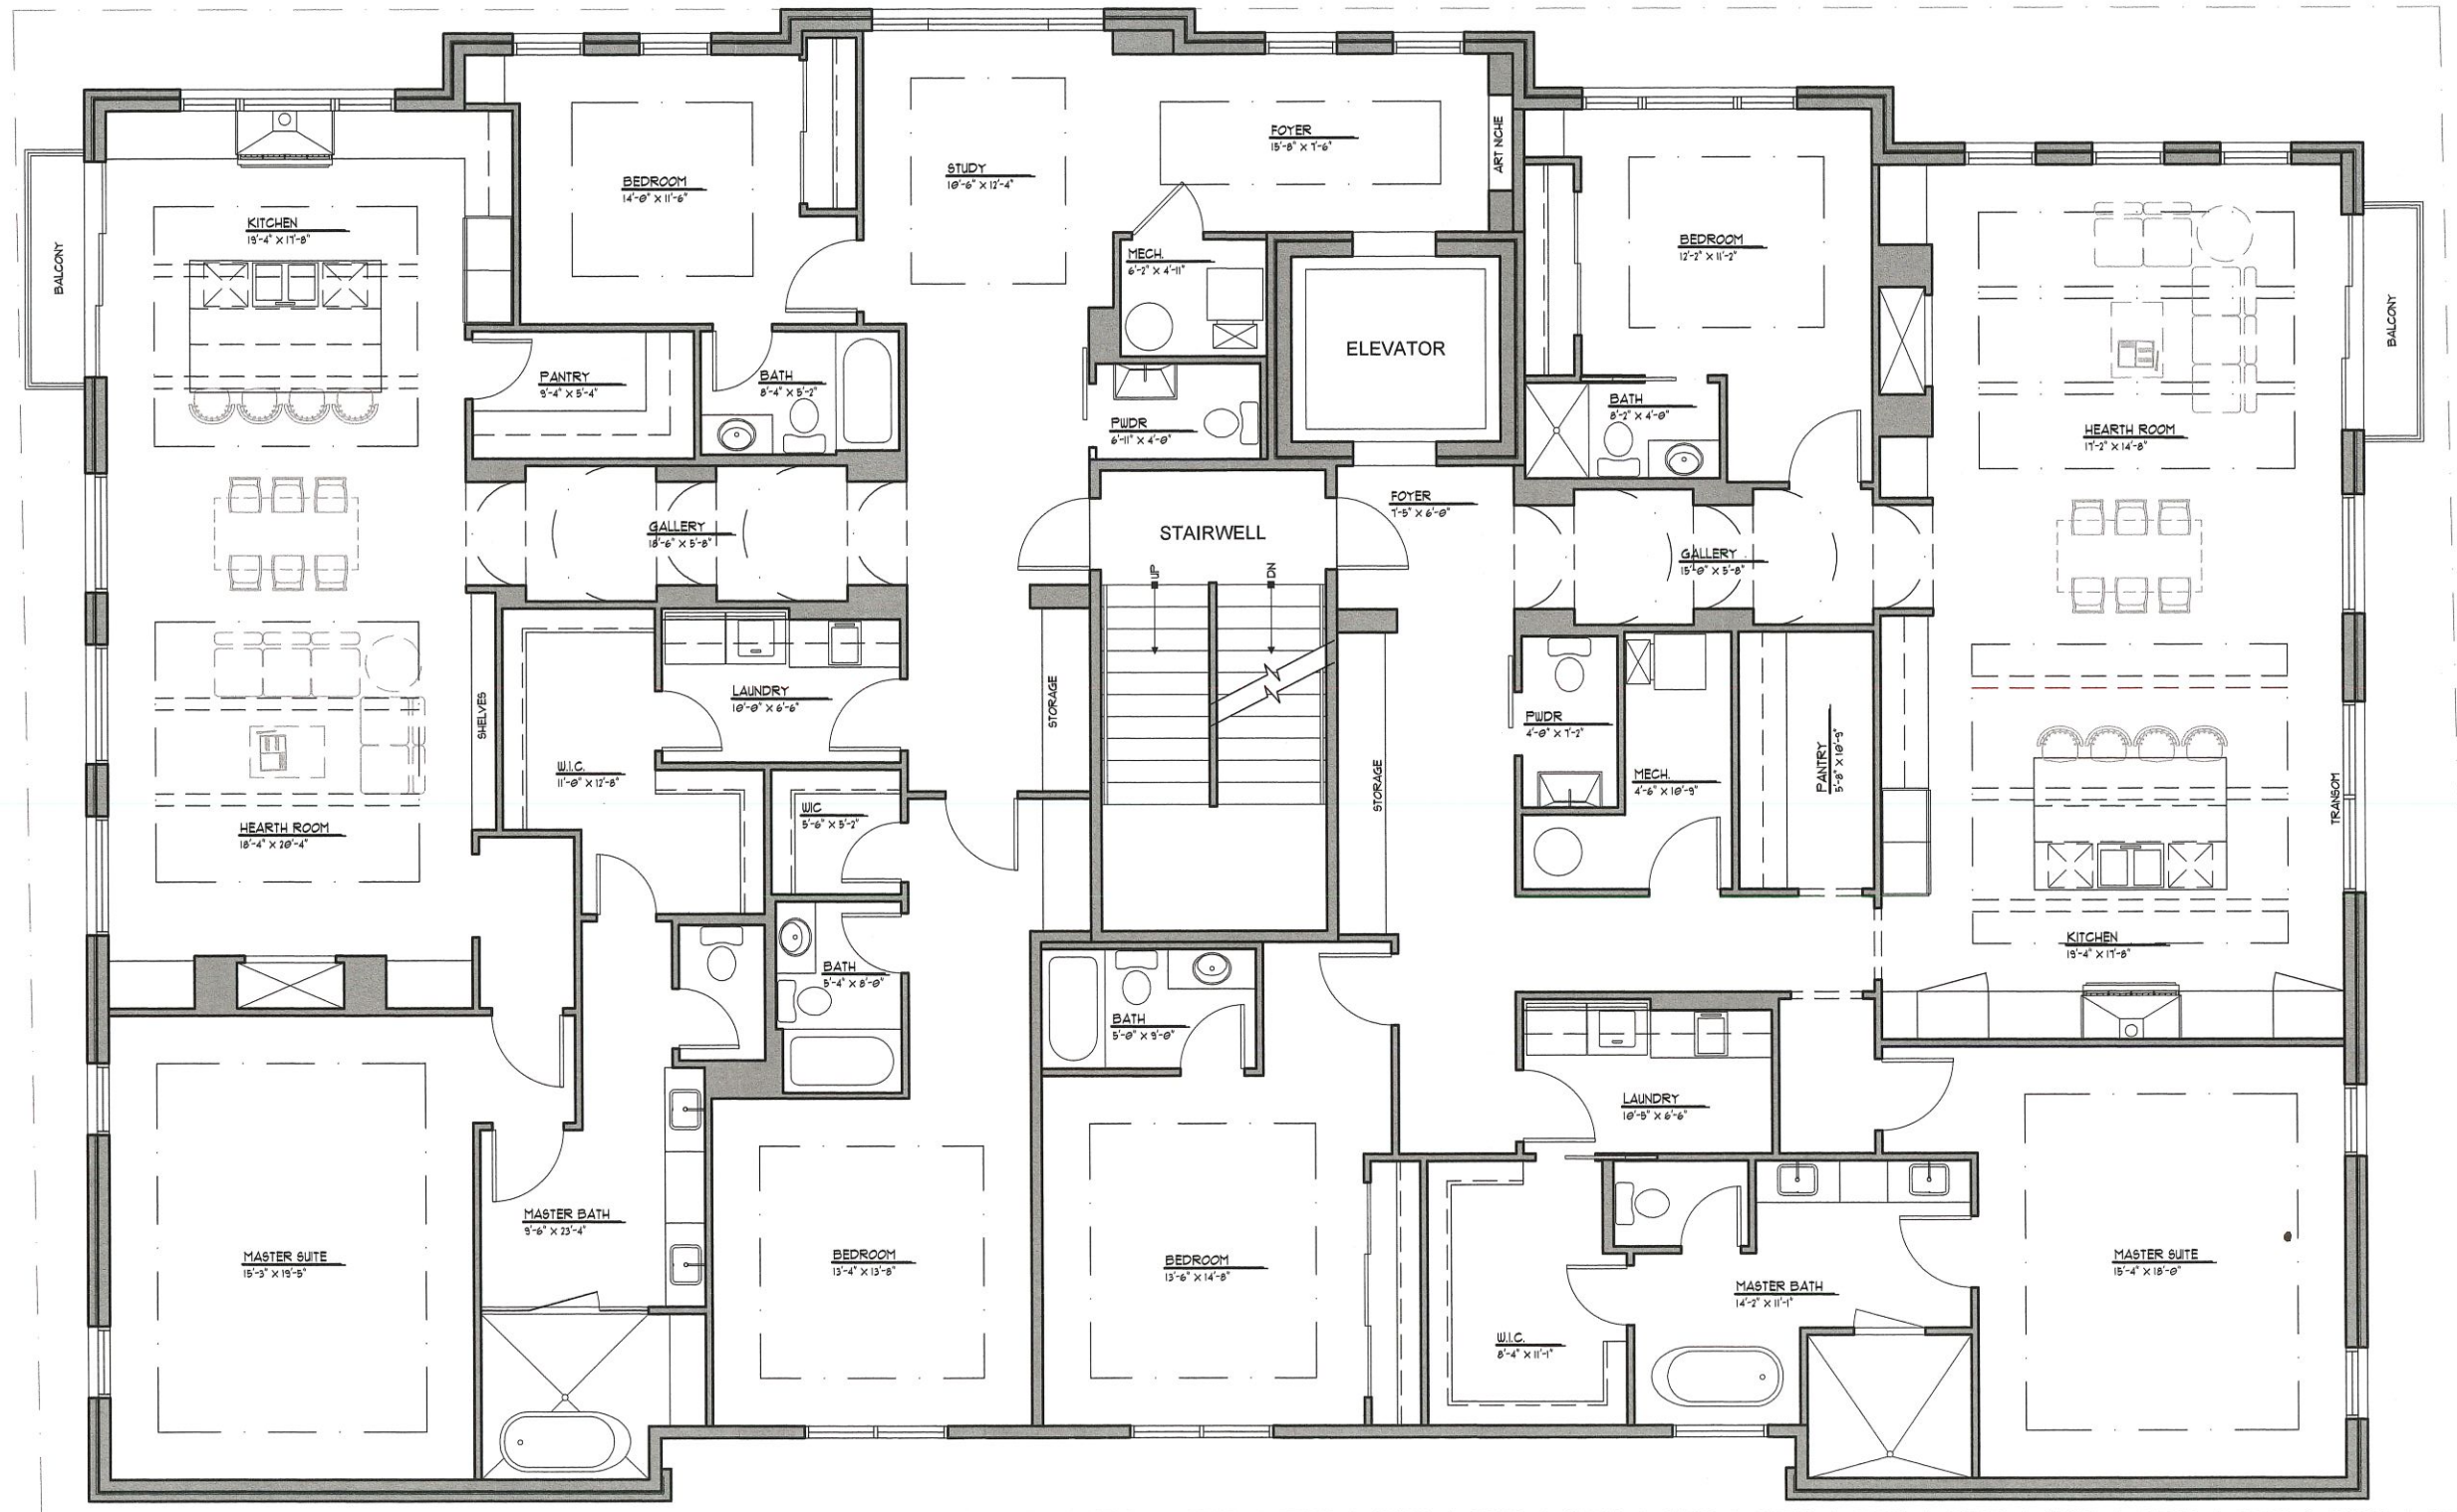 FOYER
15'-8" X 7'-6"
ART NICHE
STUDY
10'-6" X 12'-4"
BEDROOM
14'-0" X 11'-6"
KITCHEN
19'-4" X 17'-8"
BALCONY
BEDROOM
12'-2" X 11'-2"
MECH.
6'-2" X 4'-11"
ELEVATOR
BALCONY
PANTRY
9'-4" X 5'-4"
BATH
8'-4" X 5'-2"
PWDR
6'-11" X 4'-0"
BATH
8'-2" X 4'-0"
HEARTH ROOM
17'-2" X 14'-8"
GALLERY
18'-6" X 5'-8"
STAIRWELL
FOYER
7'-5" X 6'-0"
GALLERY
15'-0" X 5'-8"
UP
DN
SHELVES
LAUNDRY
10'-0" X 6'-6"
STORAGE
STORAGE
PWDR
4'-0" X 7'-2"
W.I.C.
11'-0" X 12'-8"
WIC
5'-6" X 5'-2"
MECH.
4'-6" X 10'-9"
PANTRY
5'-8" X 10'-9"
TRANSOM
HEARTH ROOM
18'-4" X 20'-4"
KITCHEN
19'-4" X 17'-8"
BATH
5'-4" X 8'-0"
BATH
5'-0" X 9'-0"
LAUNDRY
10'-5" X 6'-6"
MASTER BATH
9'-6" X 23'-4"
MASTER SUITE
15'-3" X 19'-5"
BEDROOM
13'-4" X 13'-8"
BEDROOM
13'-6" X 14'-8"
MASTER SUITE
15'-4" X 18'-0"
MASTER BATH
14'-2" X 11'-1"
W.I.C.
8'-4" X 11'-1"